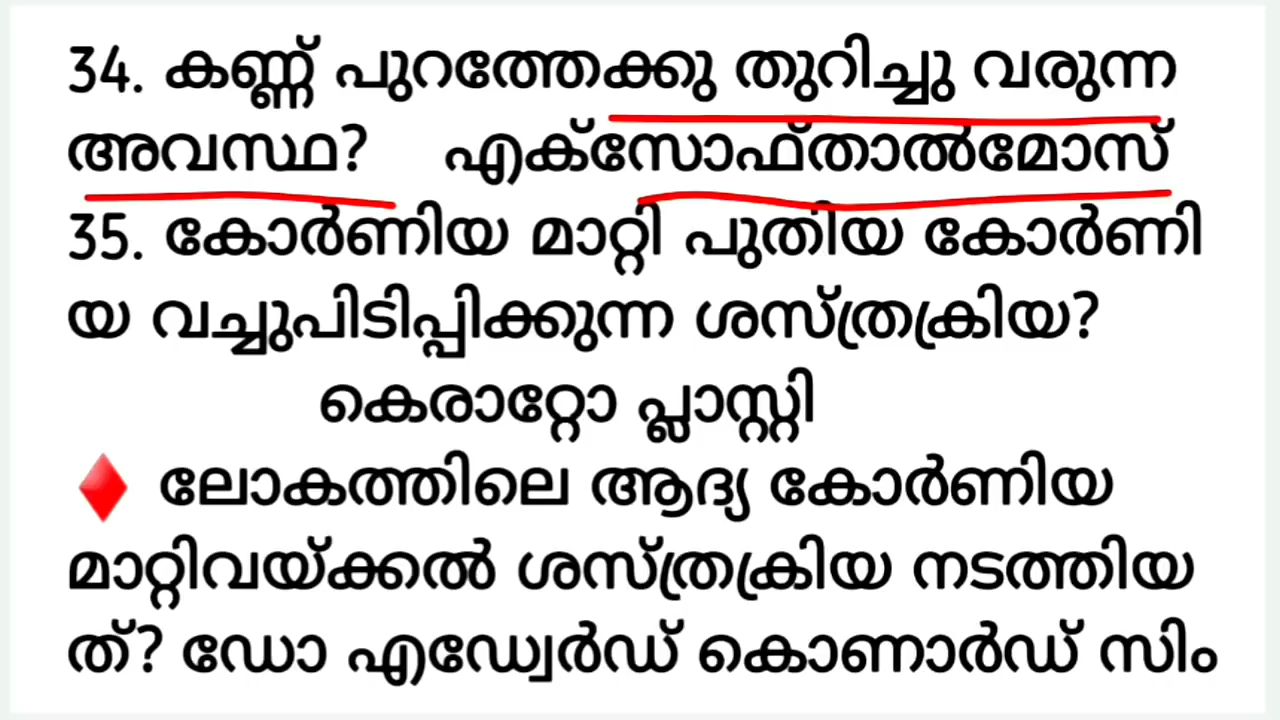 34. കണ്ണ് പുറത്തേക്കു തുറിച്ചു വരുന്ന
അവസ്ഥ? എക്സോഫ്താൽമോസ്
35. കോർണിയ മാറ്റി പുതിയ കോർണി
യ വച്ചുപിടിപ്പിക്കുന്ന ശസ്ത്രക്രിയ?
കെരാറ്റോ പ്ലാസ്റ്റി
♦ ലോകത്തിലെ ആദ്യ കോർണിയ
മാറ്റിവയ്ക്കൽ ശസ്ത്രക്രിയ നടത്തിയ
ത്? ഡോ എഡ്വേർഡ് കൊണാർഡ് സിം